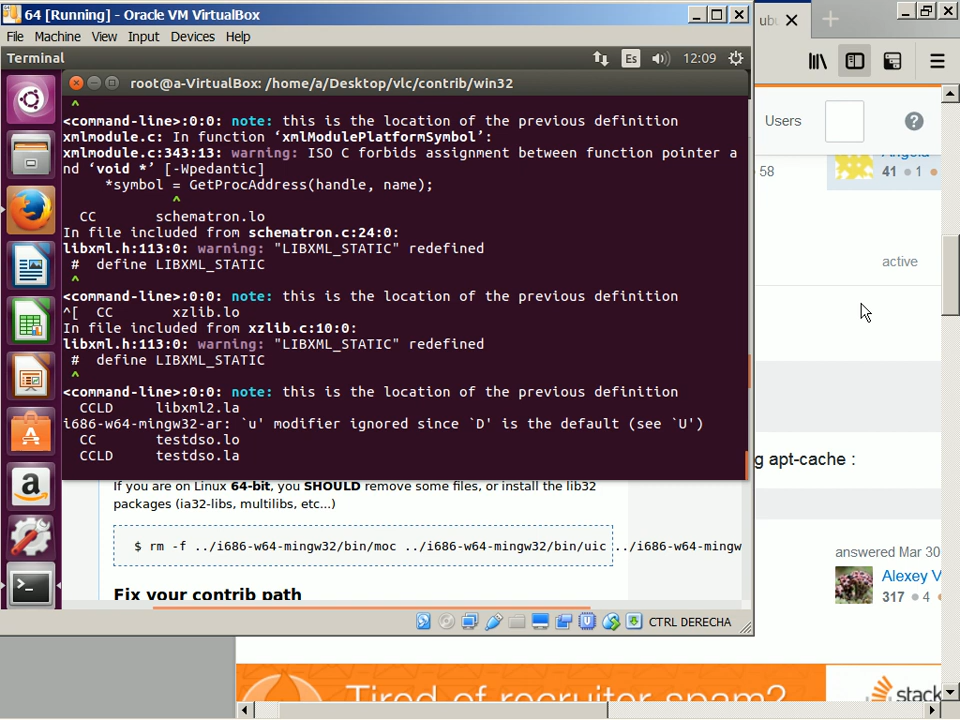 64 [Running] - Oracle VM VirtualBox
File Machine View Input Devices Help
Terminal
Es
12:09
root@a-VirtualBox: /home/a/Desktop/vlc/contrib/win32
^
<command-line>:0:0: note: this is the location of the previous definition
xmlmodule.c: In function ‘xmlModulePlatformSymbol’:
xmlmodule.c:343:13: warning: ISO C forbids assignment between function pointer a
nd ‘void *’ [-Wpedantic]
*symbol = GetProcAddress(handle, name);
^
CC schematron.lo
In file included from schematron.c:24:0:
libxml.h:113:0: warning: "LIBXML_STATIC" redefined
# define LIBXML_STATIC
^
<command-line>:0:0: note: this is the location of the previous definition
^[ CC xzlib.lo
In file included from xzlib.c:10:0:
libxml.h:113:0: warning: "LIBXML_STATIC" redefined
# define LIBXML_STATIC
^
<command-line>:0:0: note: this is the location of the previous definition
CCLD libxml2.la
i686-w64-mingw32-ar: `u' modifier ignored since `D' is the default (see `U')
CC testdso.lo
CCLD testdso.la
If you are on Linux 64-bit, you SHOULD remove some files, or install the lib32
packages (ia32-libs, multilibs, etc...)
$ rm -f ../i686-w64-mingw32/bin/moc ../i686-w64-mingw32/bin/uic ../i686-w64-mingw
Fix your contrib path
CTRL DERECHA
ubu
Users
?
58
41 1
active
g apt-cache :
answered Mar 30
Alexey V
317 4
Tired of recruiter spam?
stack